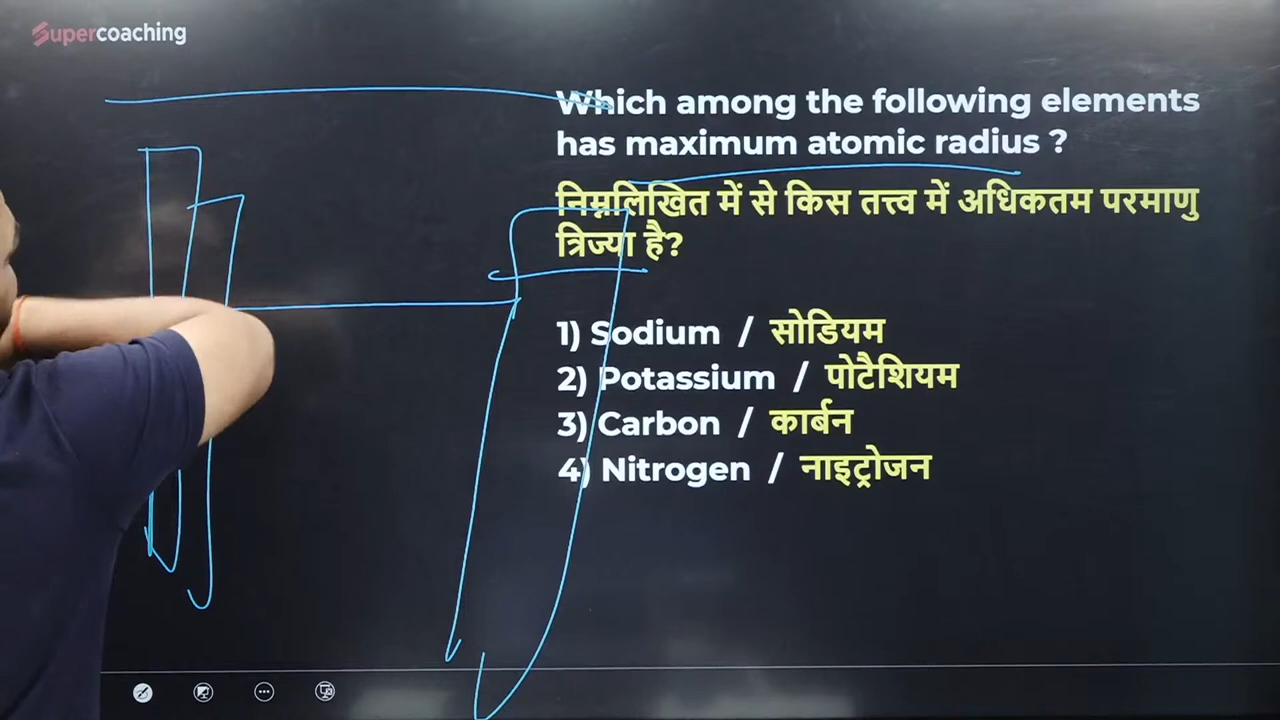 Supercoaching
Which among the following elements
has maximum atomic radius ?
निम्नलिखित में से किस तत्त्व में अधिकतम परमाणु
त्रिज्या है?
1) Sodium / सोडियम
2) Potassium / पोटैशियम
3) Carbon / कार्बन
4) Nitrogen / नाइट्रोजन